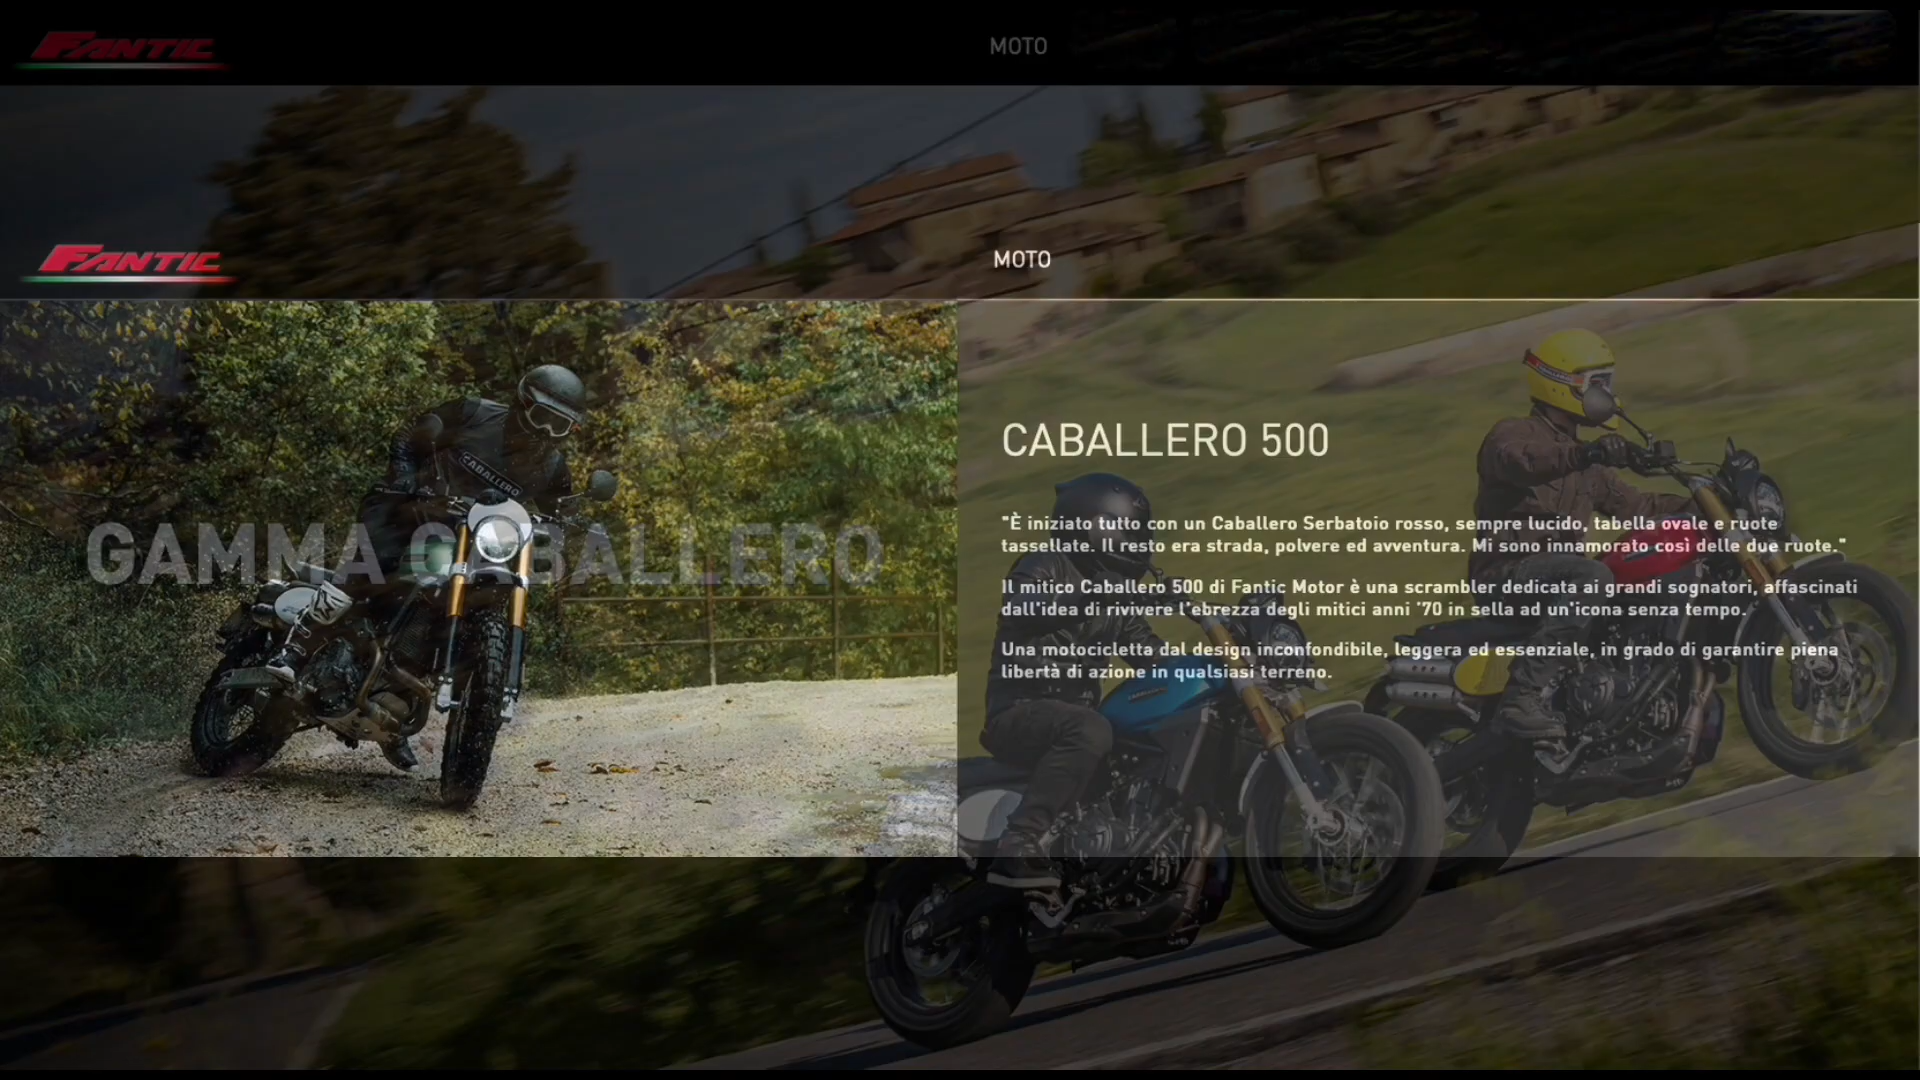 FANTIC
MOTO
FANTIC
MOTO
CABALLERO
GAMMA CABALLERO
CABALLERO 500
"È iniziato tutto con un Caballero Serbatoio rosso, sempre lucido, tabella ovale e ruote
tassellate. Il resto era strada, polvere ed avventura. Mi sono innamorato così delle due ruote."
Il mitico Caballero 500 di Fantic Motor è una scrambler dedicata ai grandi sognatori, affascinati
dall'idea di rivivere l'ebrezza degli mitici anni '70 in sella ad un'icona senza tempo.
Una motocicletta dal design inconfondibile, leggera ed essenziale, in grado di garantire piena
libertà di azione in qualsiasi terreno.